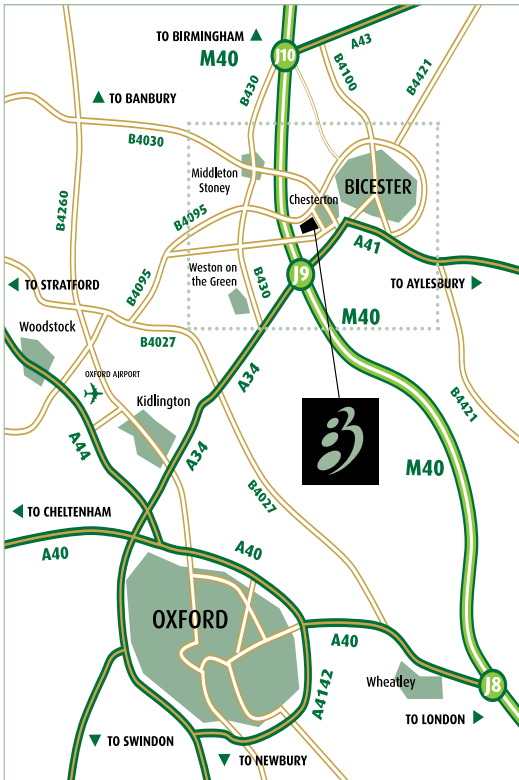 TO BIRMINGHAM
M40
J10
A43
B430
B4100
B4421
TO BANBURY
B4030
B4260
Middleton
Stoney
BICESTER
Chesterton
B4095
A41
Weston on
the Green
B430
J9
TO STRATFORD
B4095
TO AYLESBURY
M40
Woodstock
B4027
OXFORD AIRPORT
A34
Kidlington
B4421
A44
A34
M40
B4027
TO CHELTENHAM
A40
A40
OXFORD
A40
Wheatley
J8
A4142
TO LONDON
TO SWINDON
TO NEWBURY